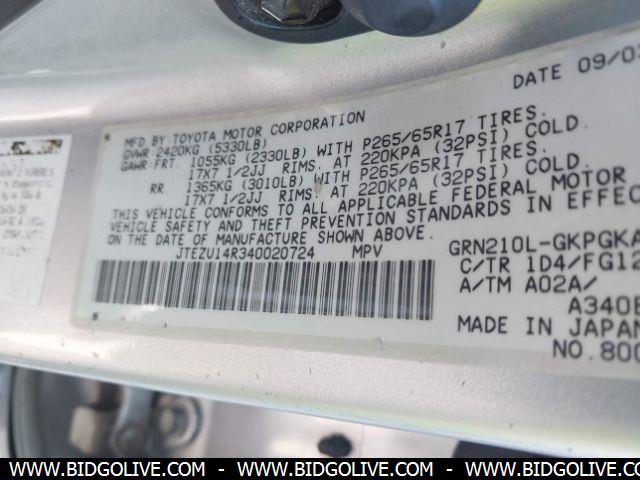 DATE 09/03
MFD BY TOYOTA MOTOR CORPORATION
GVWR 2420KG (5330LB)
GAWR FRT. 1055KG (2330LB) WITH P265/65R17 TIRES.
17X7 1/2JJ RIMS. AT 220KPA (32PSI) COLD.
RR 1365KG (3010LB) WITH P265/65R17 TIRES.
17X7 1/2JJ RIMS. AT 220KPA (32PSI) COLD.
THIS VEHICLE CONFORMS TO ALL APPLICABLE FEDERAL MOTOR
VEHICLE SAFETY AND THEFT PREVENTION STANDARDS IN EFFEC
ON THE DATE OF MANUFACTURE SHOWN ABOVE.
JTEZU14R340020724 MPV
GRN210L-GKPGKA
C/TR 1D4/FG12
A/TM A02A/
A340E
MADE IN JAPAN
NO.800
WWW.BIDGOLIVE.COM - WWW.BIDGOLIVE.COM - WWW.BIDGOLIVE.COM